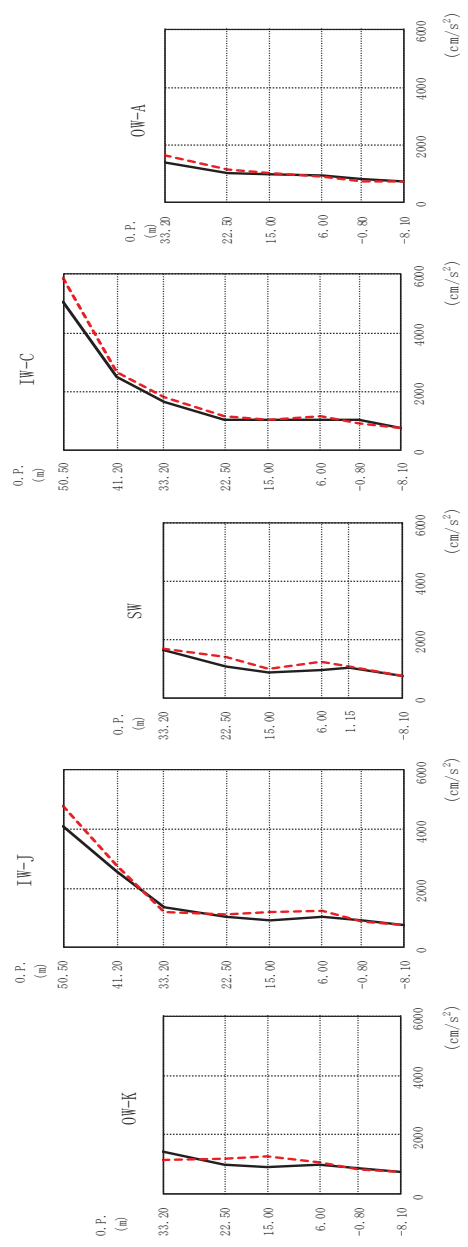 OW-K
O.P.
(m)
33.20
22.50
15.00
6.00
-0.80
-8.10
0
2000
4000
6000
(cm/s²)
IW-J
O.P.
(m)
50.50
41.20
33.20
22.50
15.00
6.00
-0.80
-8.10
0
2000
4000
6000
(cm/s²)
SW
O.P.
(m)
33.20
22.50
15.00
6.00
1.15
-8.10
0
2000
4000
6000
(cm/s²)
IW-C
O.P.
(m)
50.50
41.20
33.20
22.50
15.00
6.00
-0.80
-8.10
0
2000
4000
6000
(cm/s²)
OW-A
O.P.
(m)
33.20
22.50
15.00
6.00
-0.80
-8.10
0
2000
4000
6000
(cm/s²)